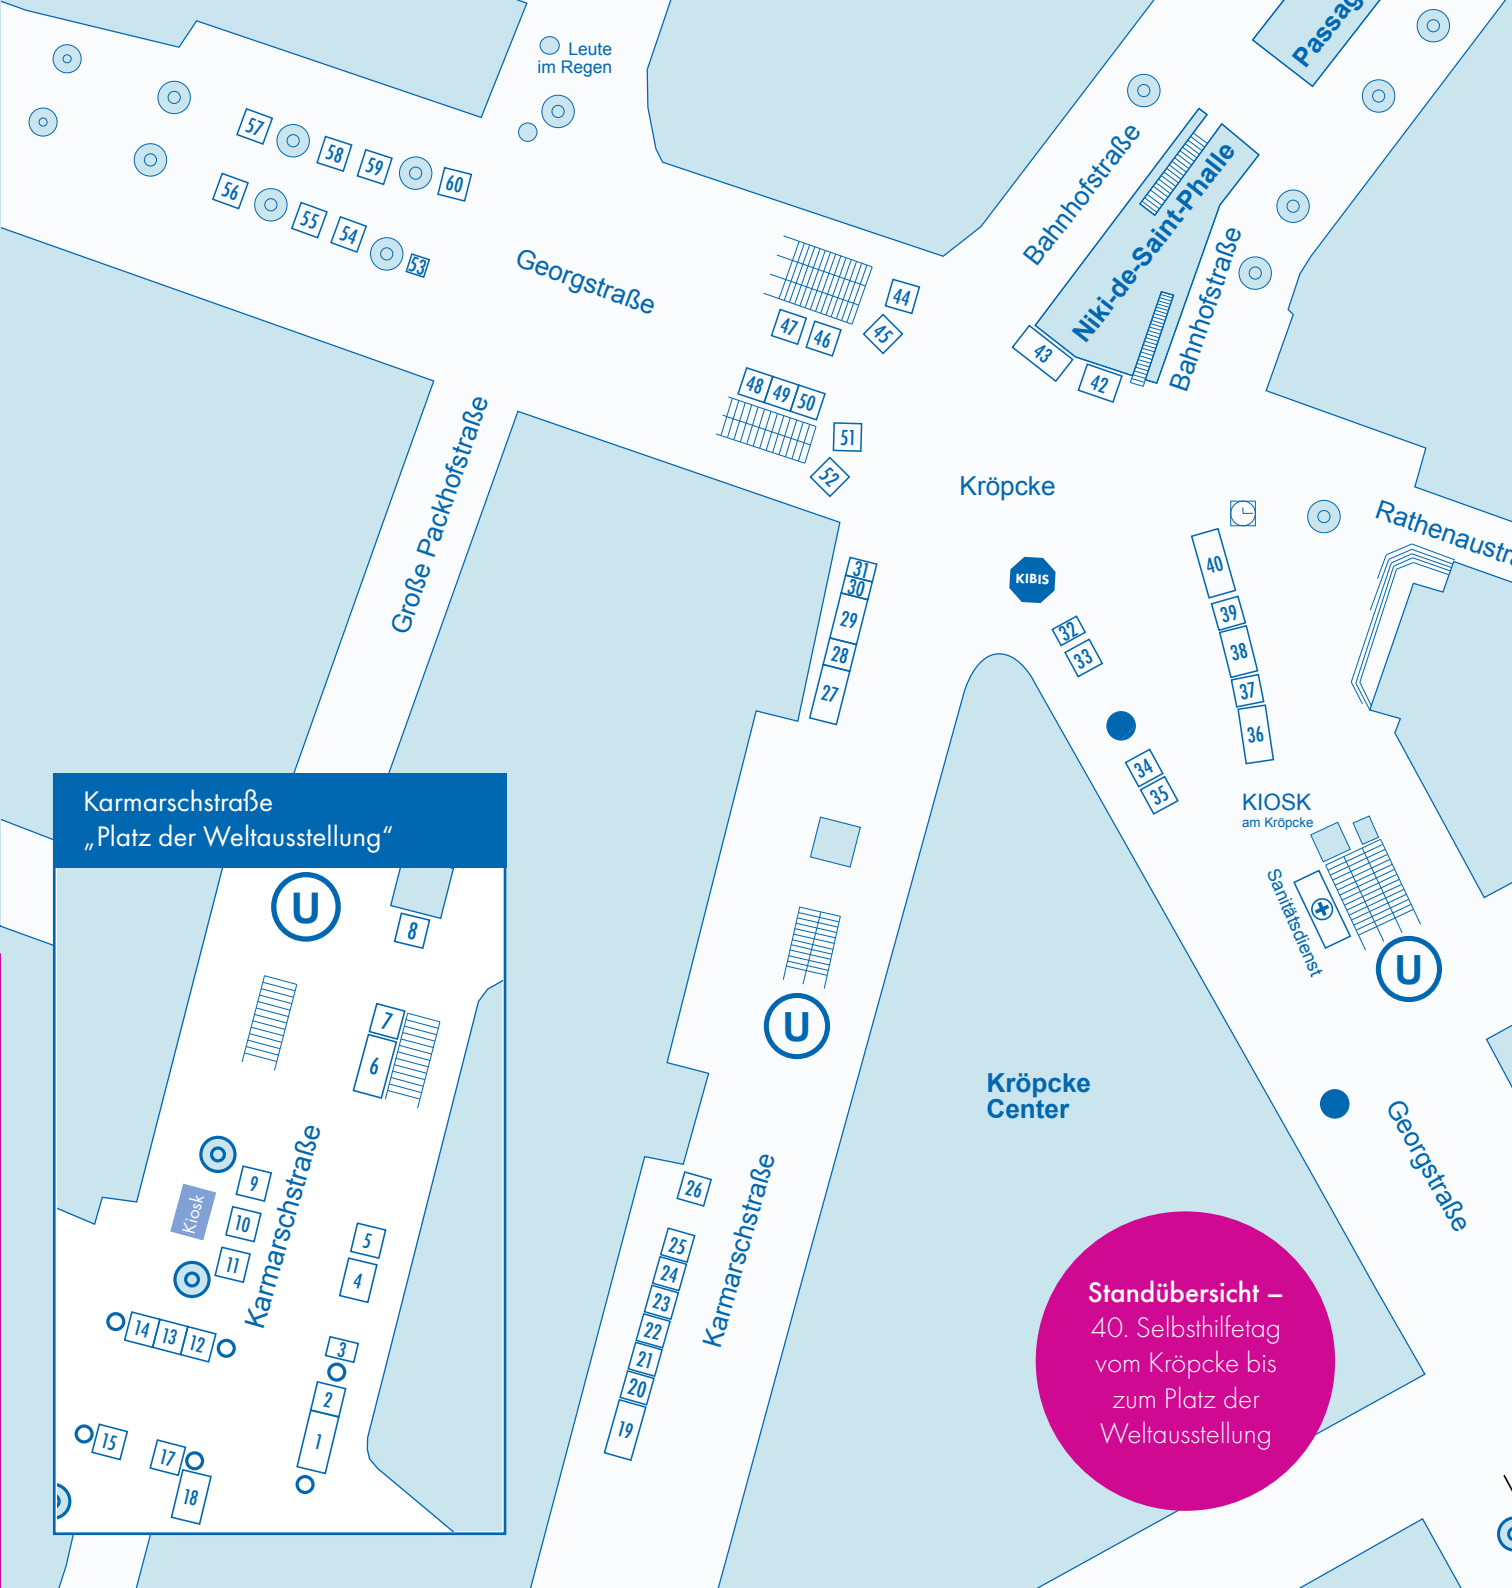 Leute
im Regen
Passag
57
58
59
60
56
55
54
53
Georgstraße
Bahnhofstraße
Niki-de-Saint-Phalle
Bahnhofstraße
44
45
47
46
43
42
48
49
50
51
52
Große Packhofstraße
Kröpcke
Rathenaustr
31
30
29
28
27
KIBIS
32
33
34
35
40
39
38
37
36
KIOSK
am Kröpcke
Sanitätsdienst
U
U
Kröpcke
Center
Georgstraße
Karmarschstraße
26
25
24
23
22
21
20
19
Karmarschstraße
„Platz der Weltausstellung“
U
8
7
6
9
10
11
Kiosk
Karmarschstraße
5
4
14
13
12
3
2
1
15
17
18
Standübersicht –
40. Selbsthilfetag
vom Kröpcke bis
zum Platz der
Weltausstellung